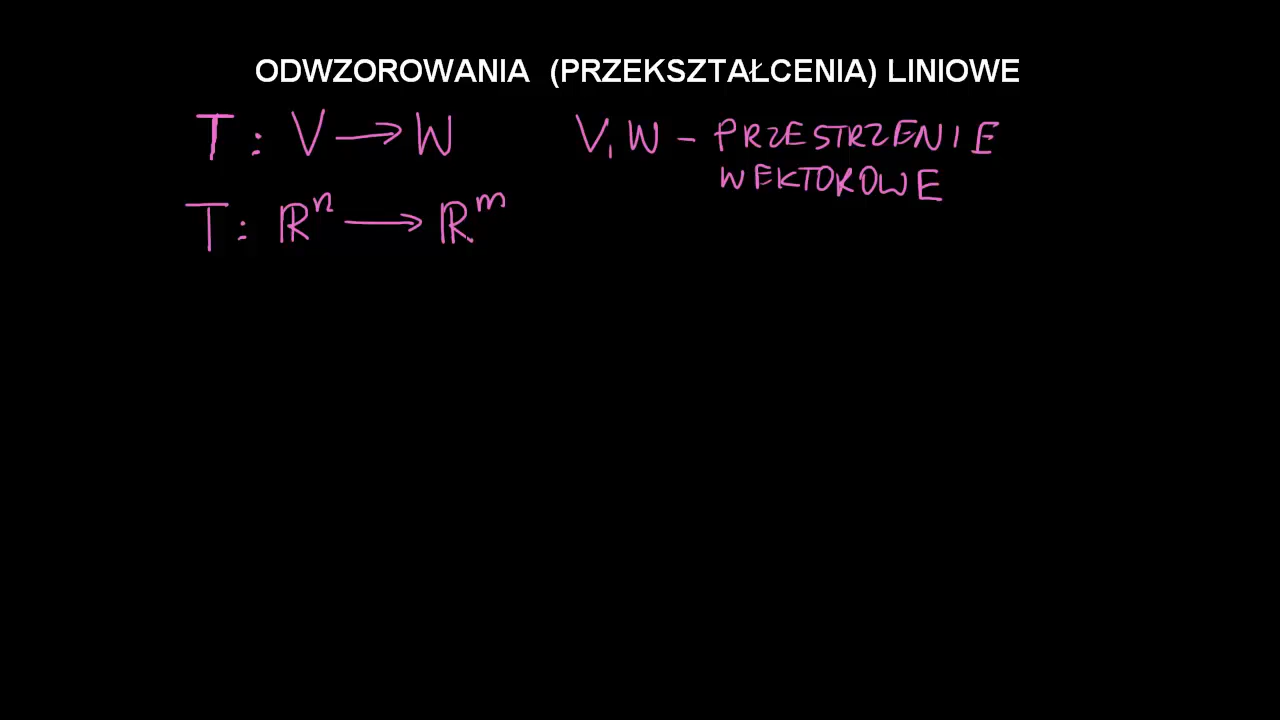 ODWZOROWANIA (PRZEKSZTAŁCENIA) LINIOWE
T : V → W V, W – PRZESTRZENIE
WEKTOROWE
T : ℝⁿ → ℝᵐ